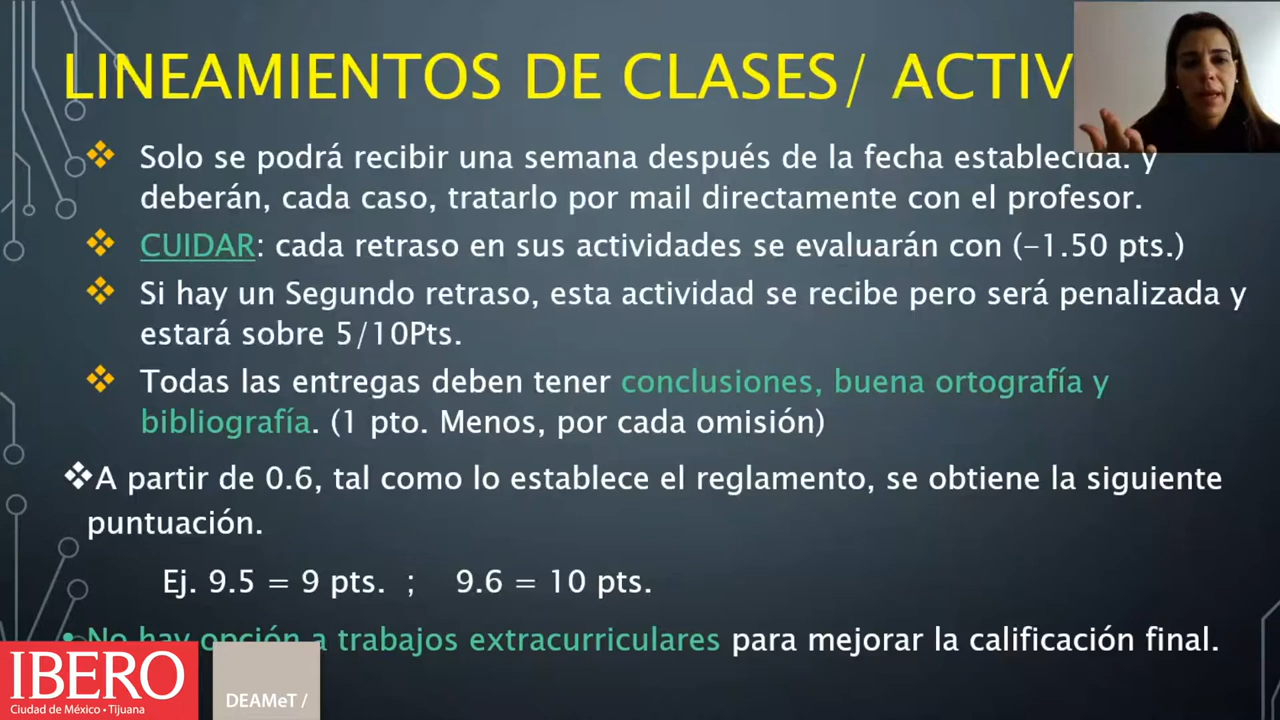 LINEAMIENTOS DE CLASES/ ACTIV
Solo se podrá recibir una semana después de la fecha establecida. y
deberán, cada caso, tratarlo por mail directamente con el profesor.
CUIDAR: cada retraso en sus actividades se evaluarán con (-1.50 pts.)
Si hay un Segundo retraso, esta actividad se recibe pero será penalizada y
estará sobre 5/10Pts.
Todas las entregas deben tener conclusiones, buena ortografía y
bibliografía. (1 pto. Menos, por cada omisión)
A partir de 0.6, tal como lo establece el reglamento, se obtiene la siguiente
puntuación.
Ej. 9.5 = 9 pts. ; 9.6 = 10 pts.
No hay opción a trabajos extracurriculares para mejorar la calificación final.
IBERO
Ciudad de México • Tijuana
DEAMeT /